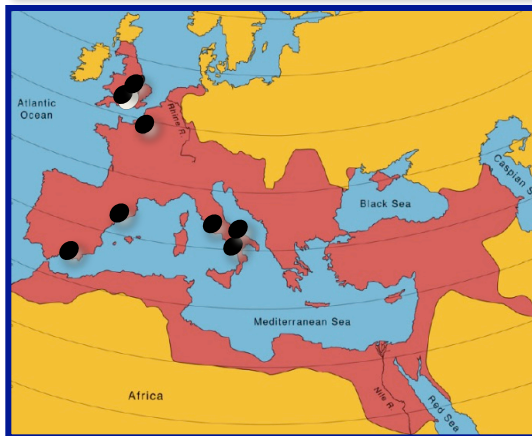 Atlantic
Ocean
Rhine R.
Caspian S
Black Sea
Mediterranean Sea
Africa
Nile R.
Red Sea